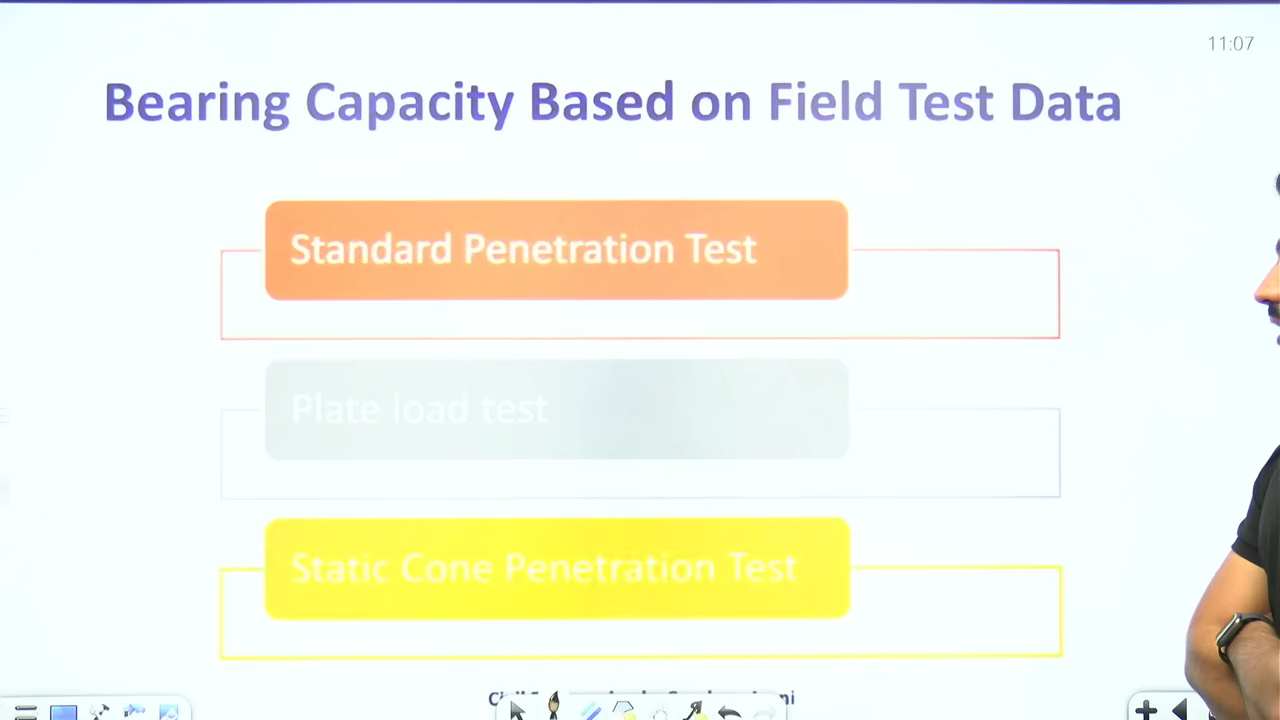 11:07
Bearing Capacity Based on Field Test Data
Standard Penetration Test
Plate load test
Static Cone Penetration Test